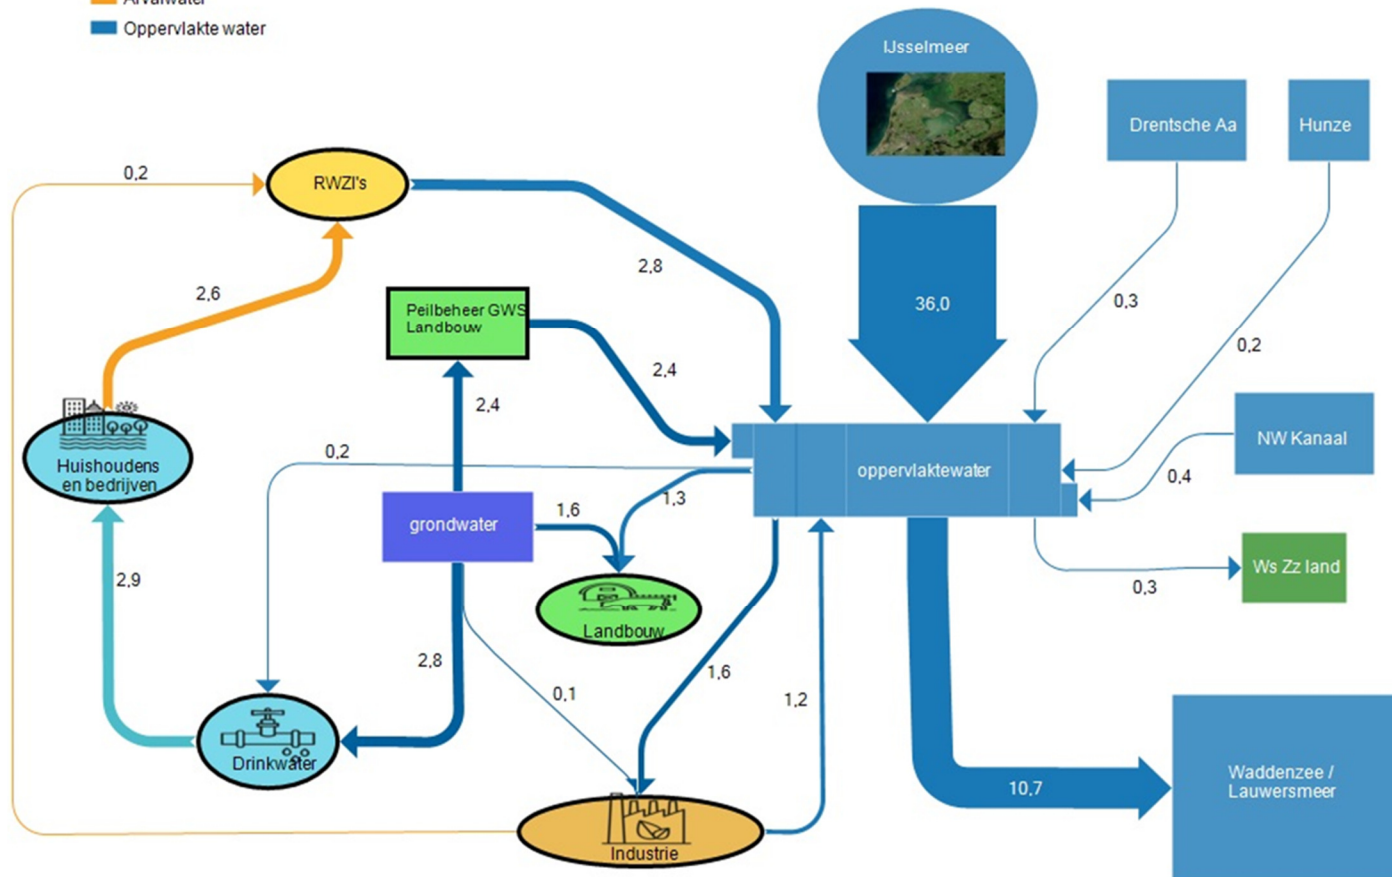 Afvalwater
Oppervlakte water
IJsselmeer
Drentsche Aa
Hunze
0,2
RWZI's
2,8
36,0
0,3
2,6
Peilbeheer GWS
Landbouw
0,2
2,4
2,4
NW Kanaal
0,2
oppervlaktewater
0,4
Huishoudens
en bedrijven
1,3
1,6
grondwater
Ws Zz land
2,9
0,3
Landbouw
2,8
1,6
0,1
1,2
Drinkwater
10,7
Waddenzee /
Lauwersmeer
Industrie